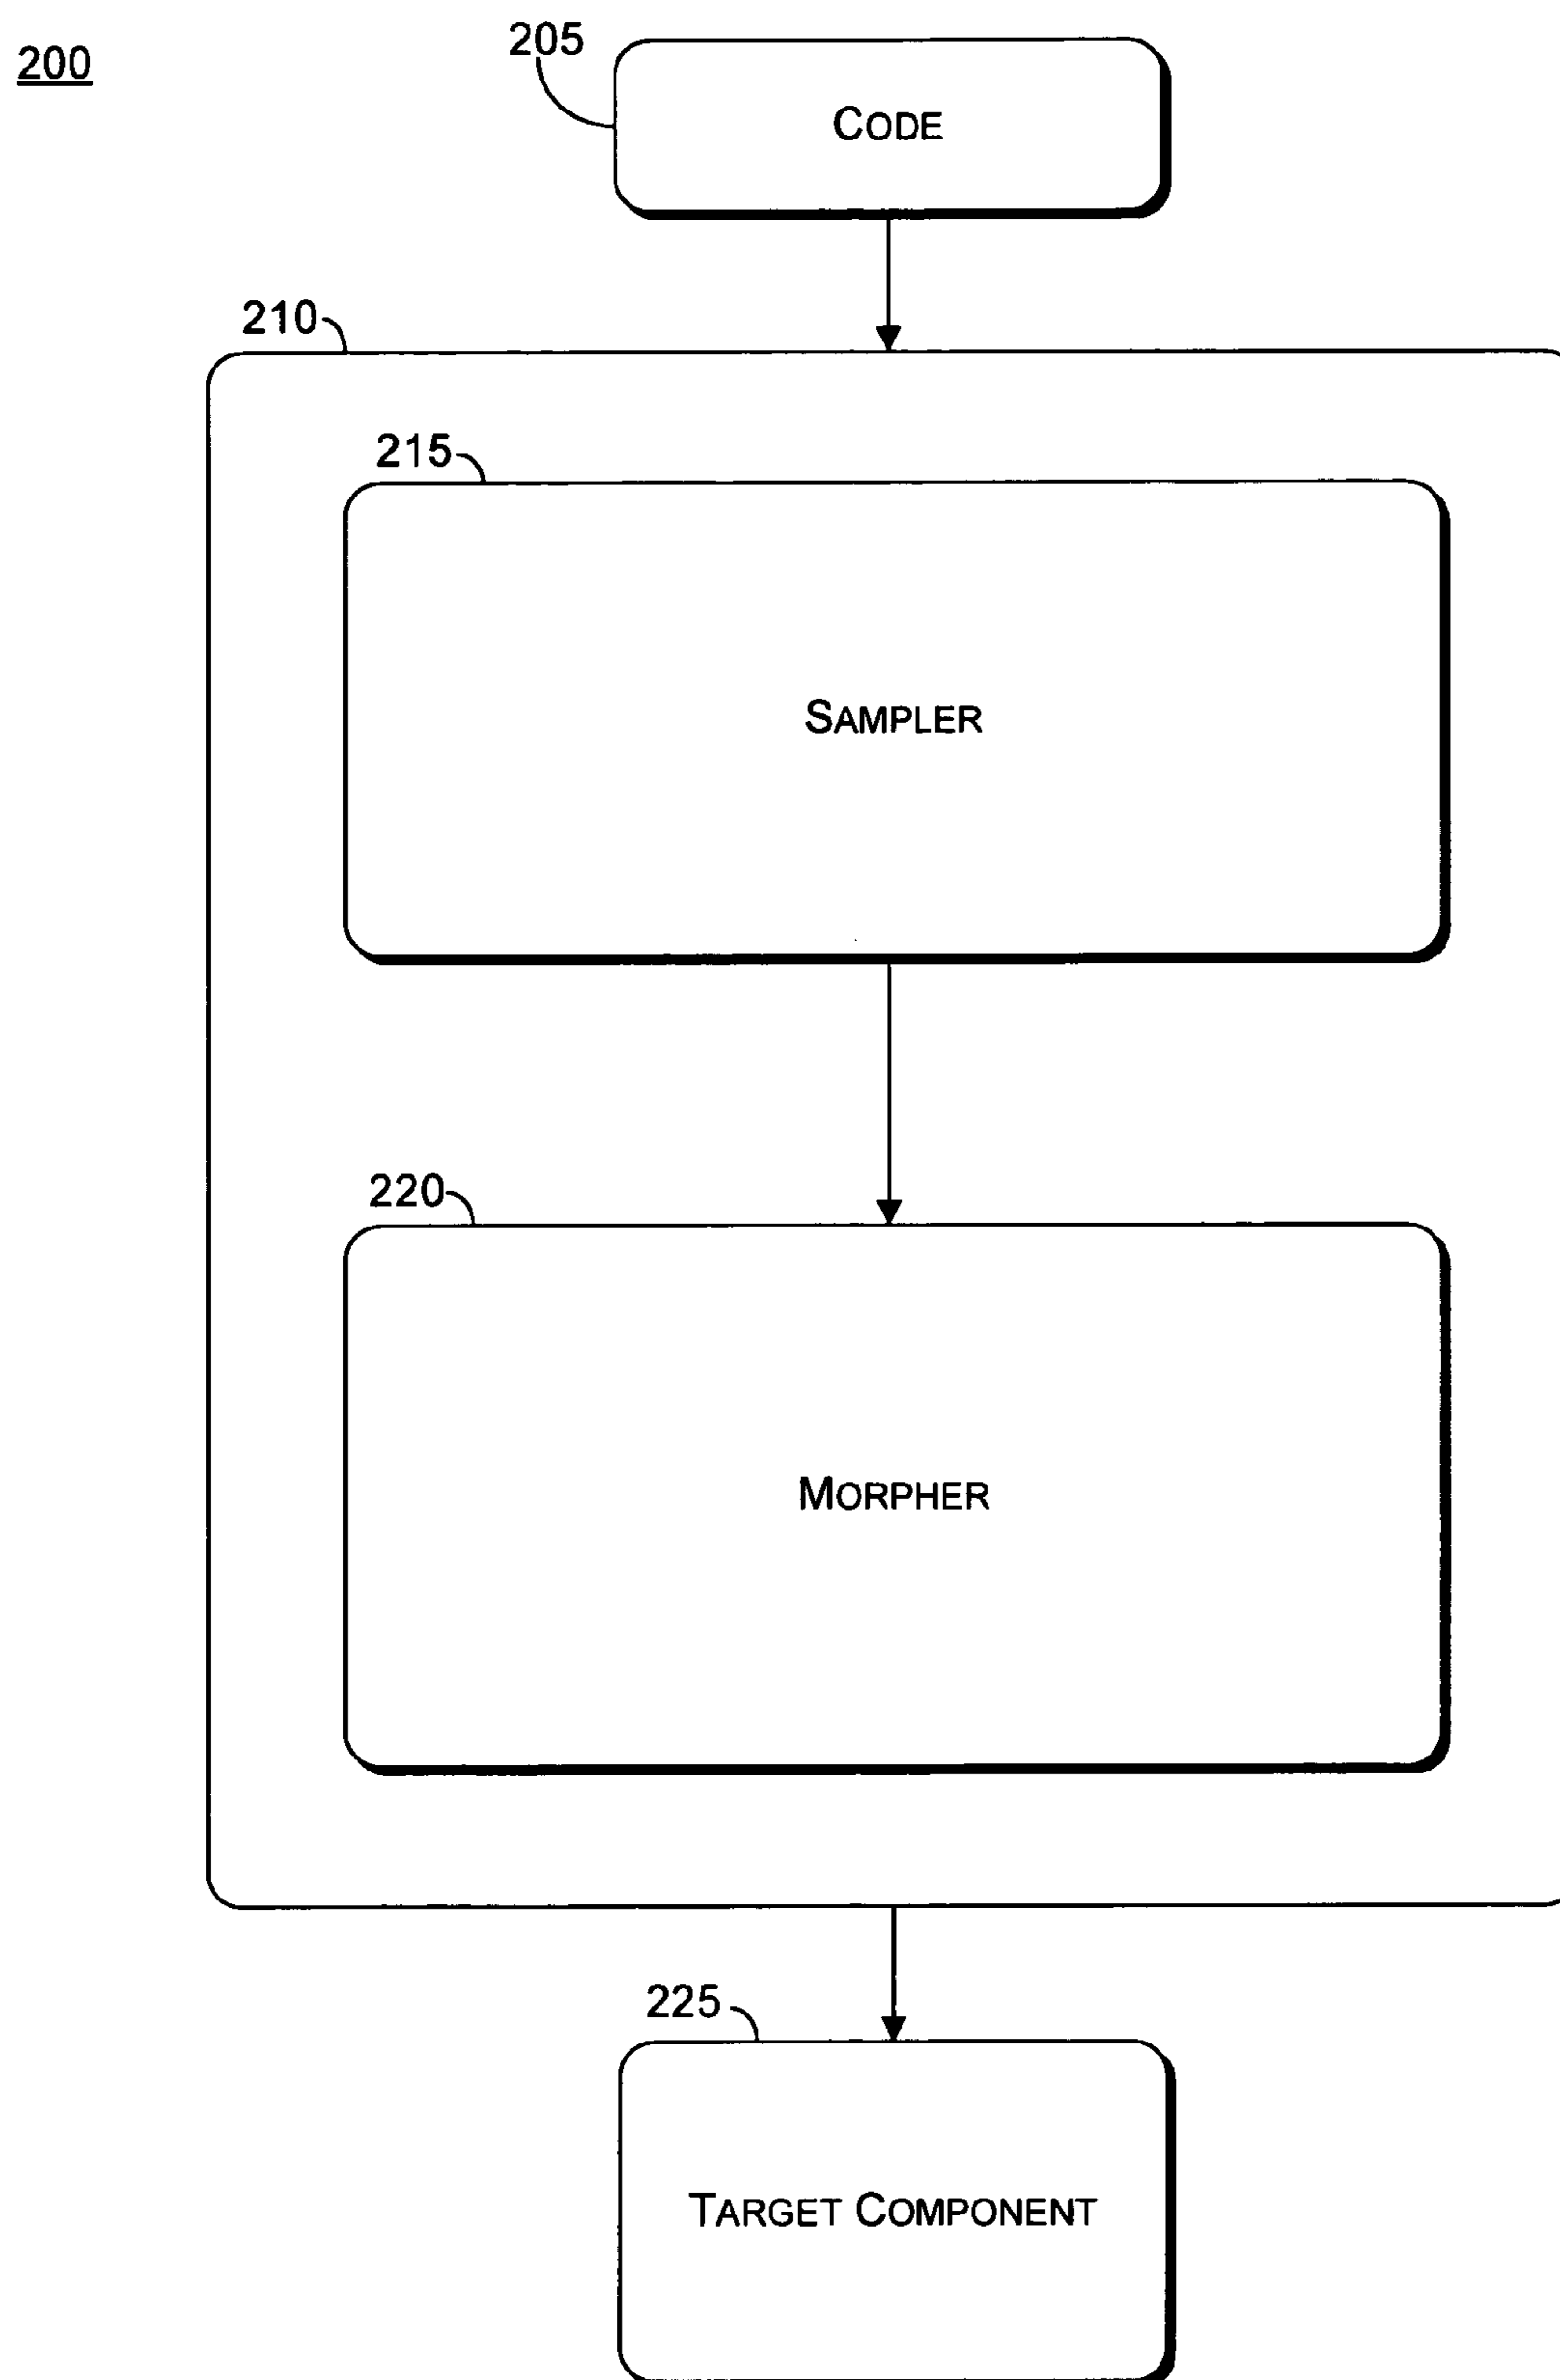 200
205
CODE
210
215
SAMPLER
220
MORPHER
225
TARGET COMPONENT